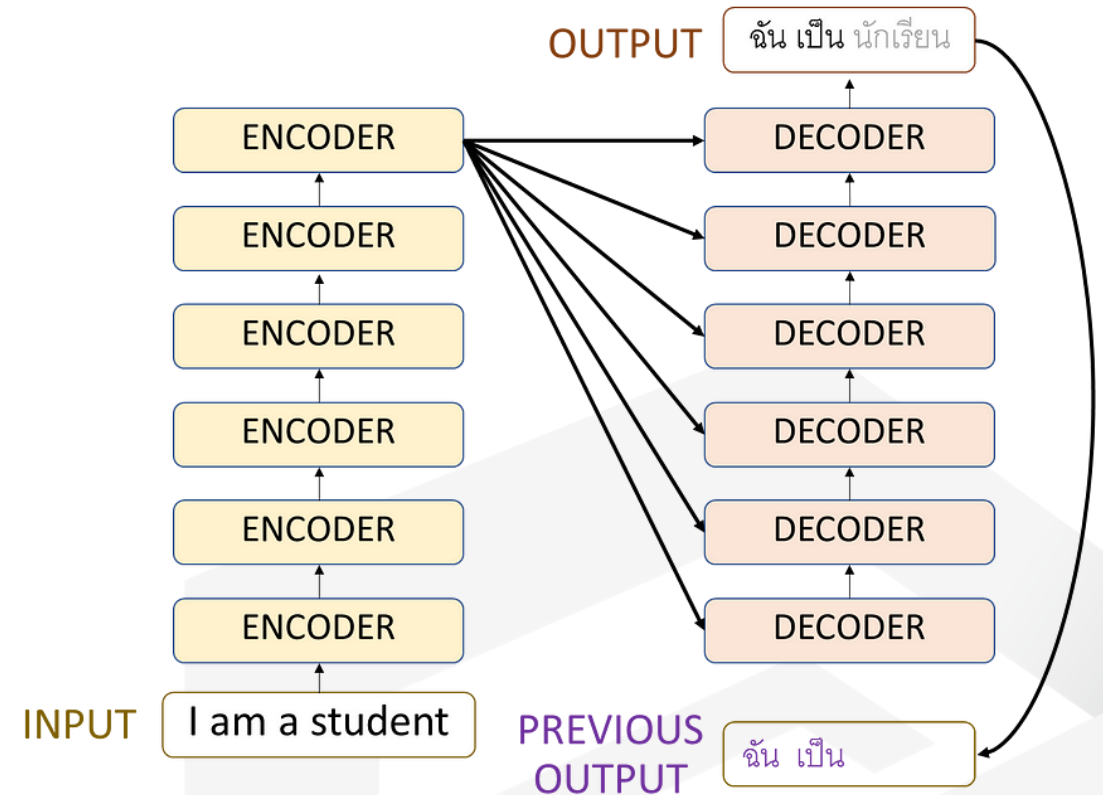 OUTPUT
ฉัน เป็น นักเรียน
ENCODER
DECODER
ENCODER
DECODER
ENCODER
DECODER
ENCODER
DECODER
ENCODER
DECODER
ENCODER
DECODER
INPUT
I am a student
PREVIOUS
OUTPUT
ฉัน เป็น